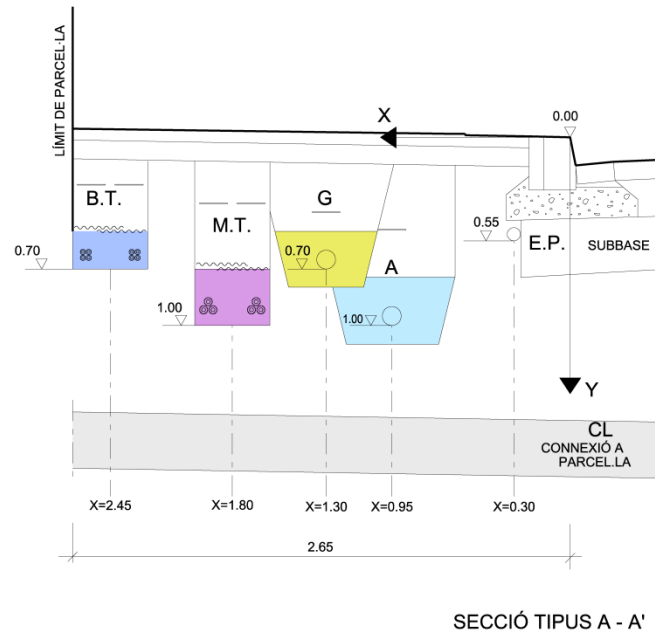 LÍMIT DE PARCEL·LA
X
0.00
B.T.
M.T.
G
A
E.P.
SUBBASE
0.70
1.00
0.70
1.00
0.55
Y
CL
CONNEXIÓ A
PARCEL.LA
X=2.45
X=1.80
X=1.30
X=0.95
X=0.30
2.65
SECCIÓ TIPUS A - A'